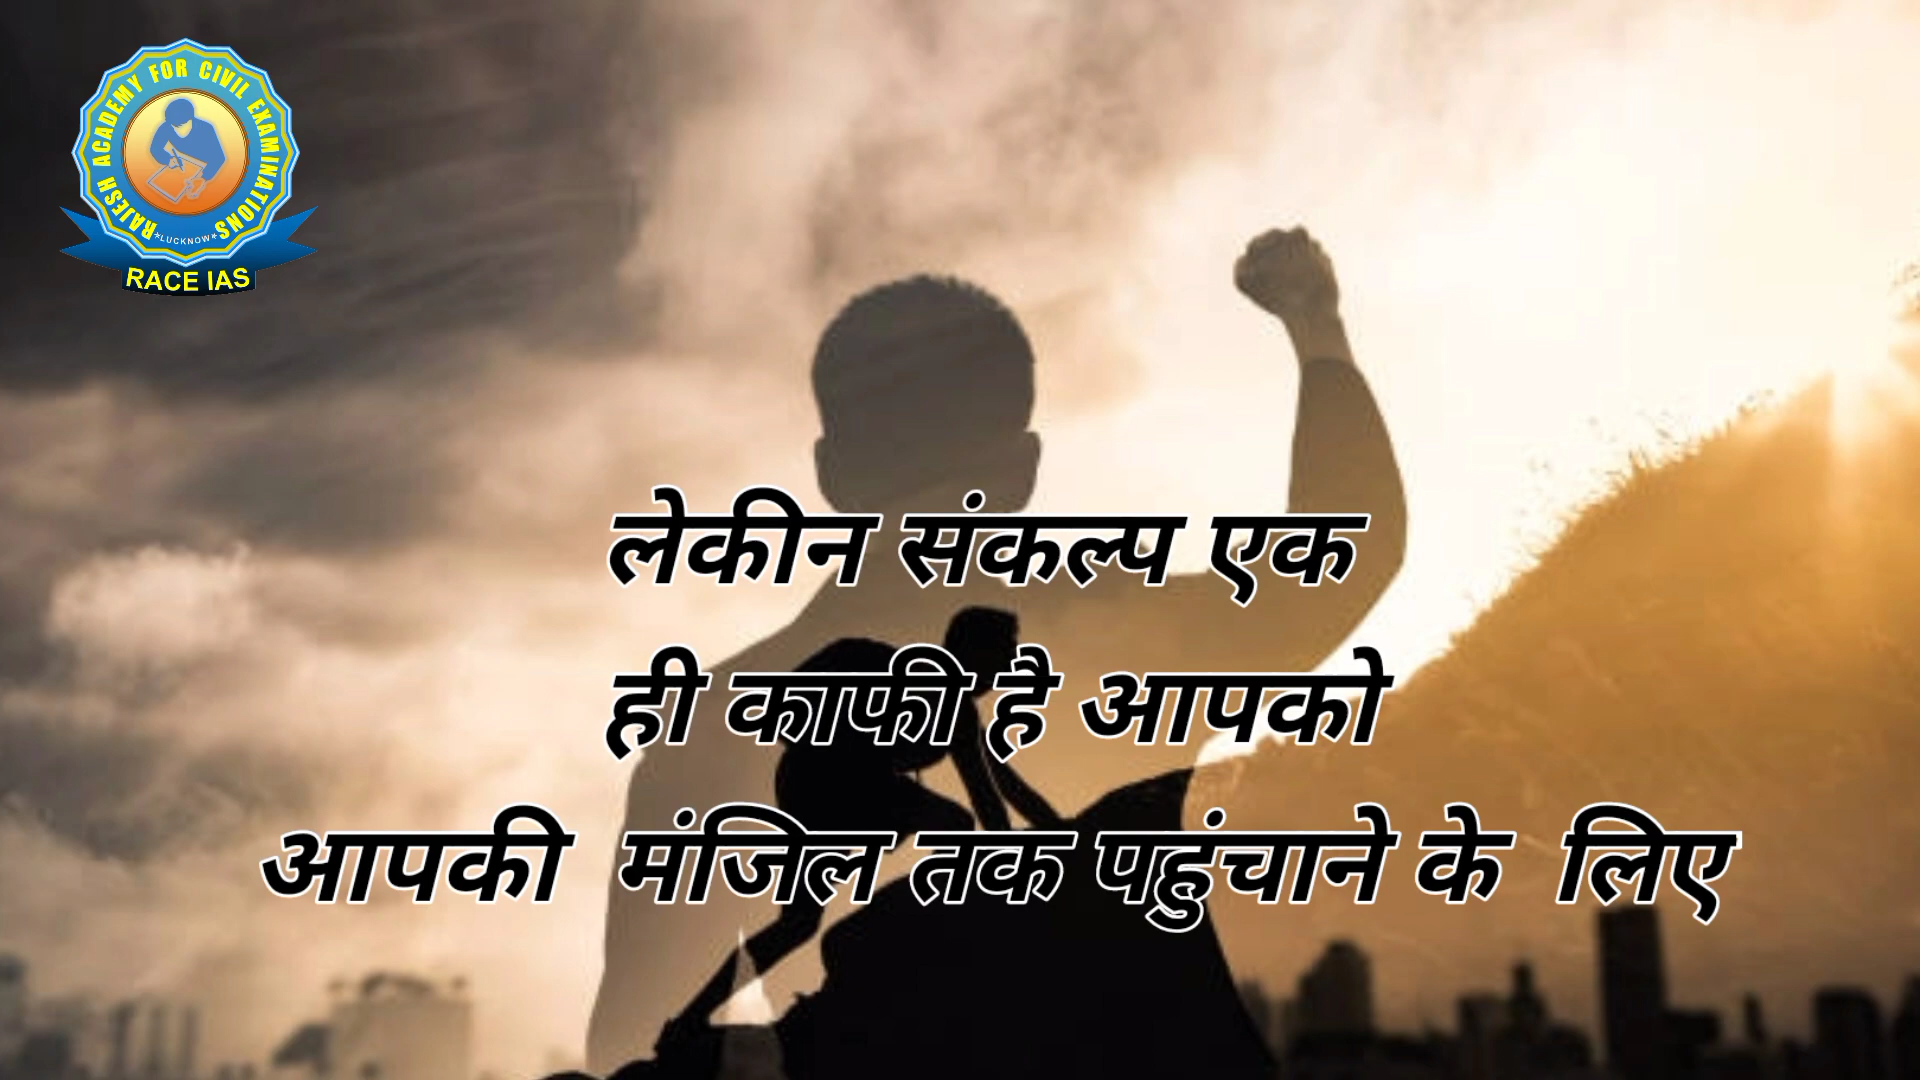 RAJESH ACADEMY FOR CIVIL EXAMINATIONS
*LUCKNOW*
RACE IAS
लेकीन संकल्प एक
ही काफी है आपको
आपकी मंजिल तक पहुंचाने के लिए